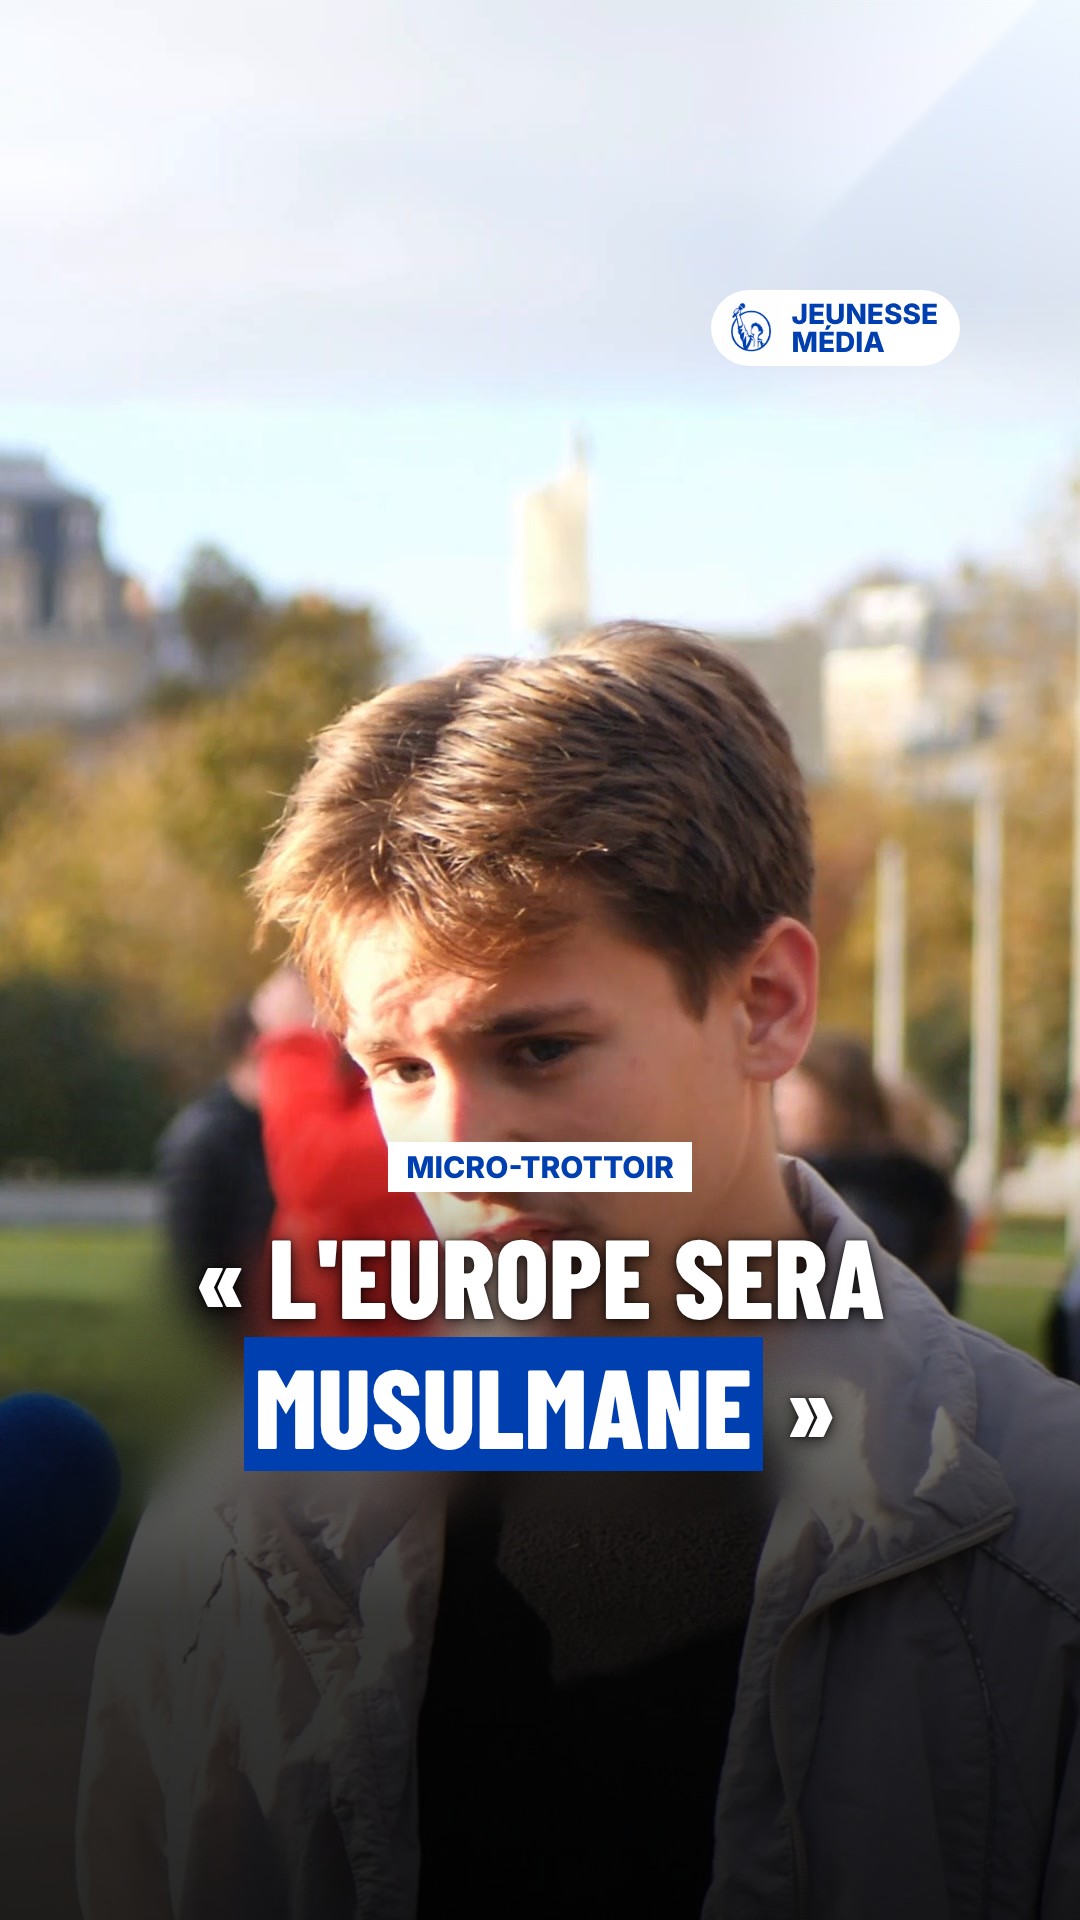 JEUNESSE
MÉDIA
MICRO-TROTTOIR
« L'EUROPE SERA
MUSULMANE »